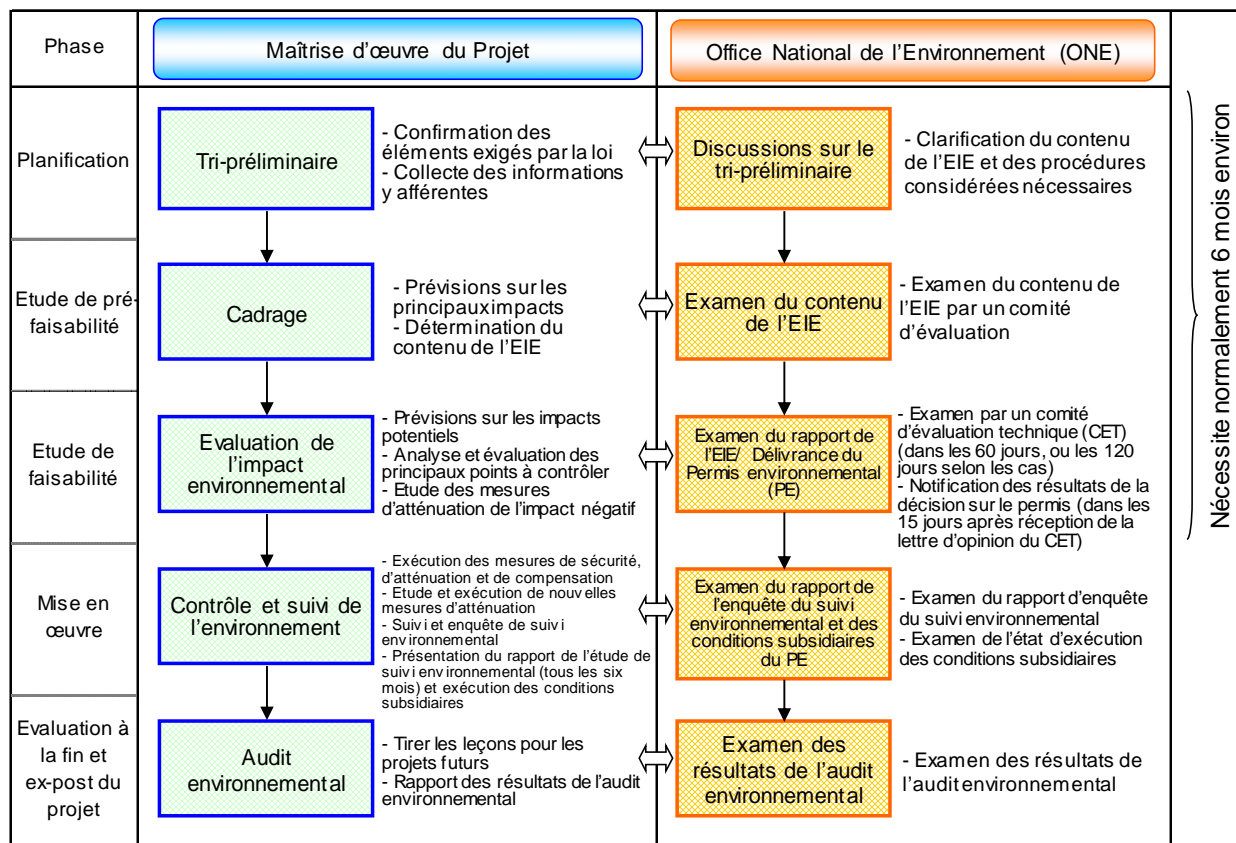 Phase
Maîtrise d'œuvre du Projet
Office National de l'Environnement (ONE)
Planification
Tri-préliminaire
- Confirmation des
éléments exigés par la loi
- Collecte des informations
y afférentes
Discussions sur le
tri-préliminaire
- Clarification du contenu
de l'EIE et des procédures
considérées nécessaires
Etude de pré-
faisabilité
Cadrage
- Prévisions sur les
principaux impacts
- Détermination du
contenu de l'EIE
Examen du contenu
de l'EIE
- Examen du contenu de
l'EIE par un comité
d'évaluation
Etude de
faisabilité
Evaluation de
l'impact
environnemental
- Prévisions sur les impacts
potentiels
- Analyse et évaluation des
principaux points à contrôler
- Etude des mesures
d'atténuation de l'impact négatif
Examen du rapport de
l'EIE/ Délivrance du
Permis environnemental
(PE)
- Examen par un comité
d'évaluation technique (CET)
(dans les 60 jours, ou les 120
jours selon les cas)
- Notification des résultats de la
décision sur le permis (dans les
15 jours après réception de la
lettre d'opinion du CET)
Mise en
œuvre
Contrôle et suivi de
l'environnement
- Exécution des mesures de sécurité,
d'atténuation et de compensation
- Etude et exécution de nouvelles
mesures d'atténuation
- Suivi et enquête de suivi
environnemental
- Présentation du rapport de l'étude de
suivi environnemental (tous les six
mois) et exécution des conditions
subsidiaires
Examen du rapport de
l'enquête du suivi
environnemental et des
conditions subsidiaires
du PE
- Examen du rapport d'enquête
du suivi environnemental
- Examen de l'état d'exécution
des conditions subsidiaires
Evaluation à
la fin et
ex-post du
projet
Audit
environnemental
- Tirer les leçons pour les
projets futurs
- Rapport des résultats de l'audit
environnemental
Examen des
résultats de l'audit
environnemental
- Examen des résultats de
l'audit environnemental
Nécessite normalement 6 mois environ